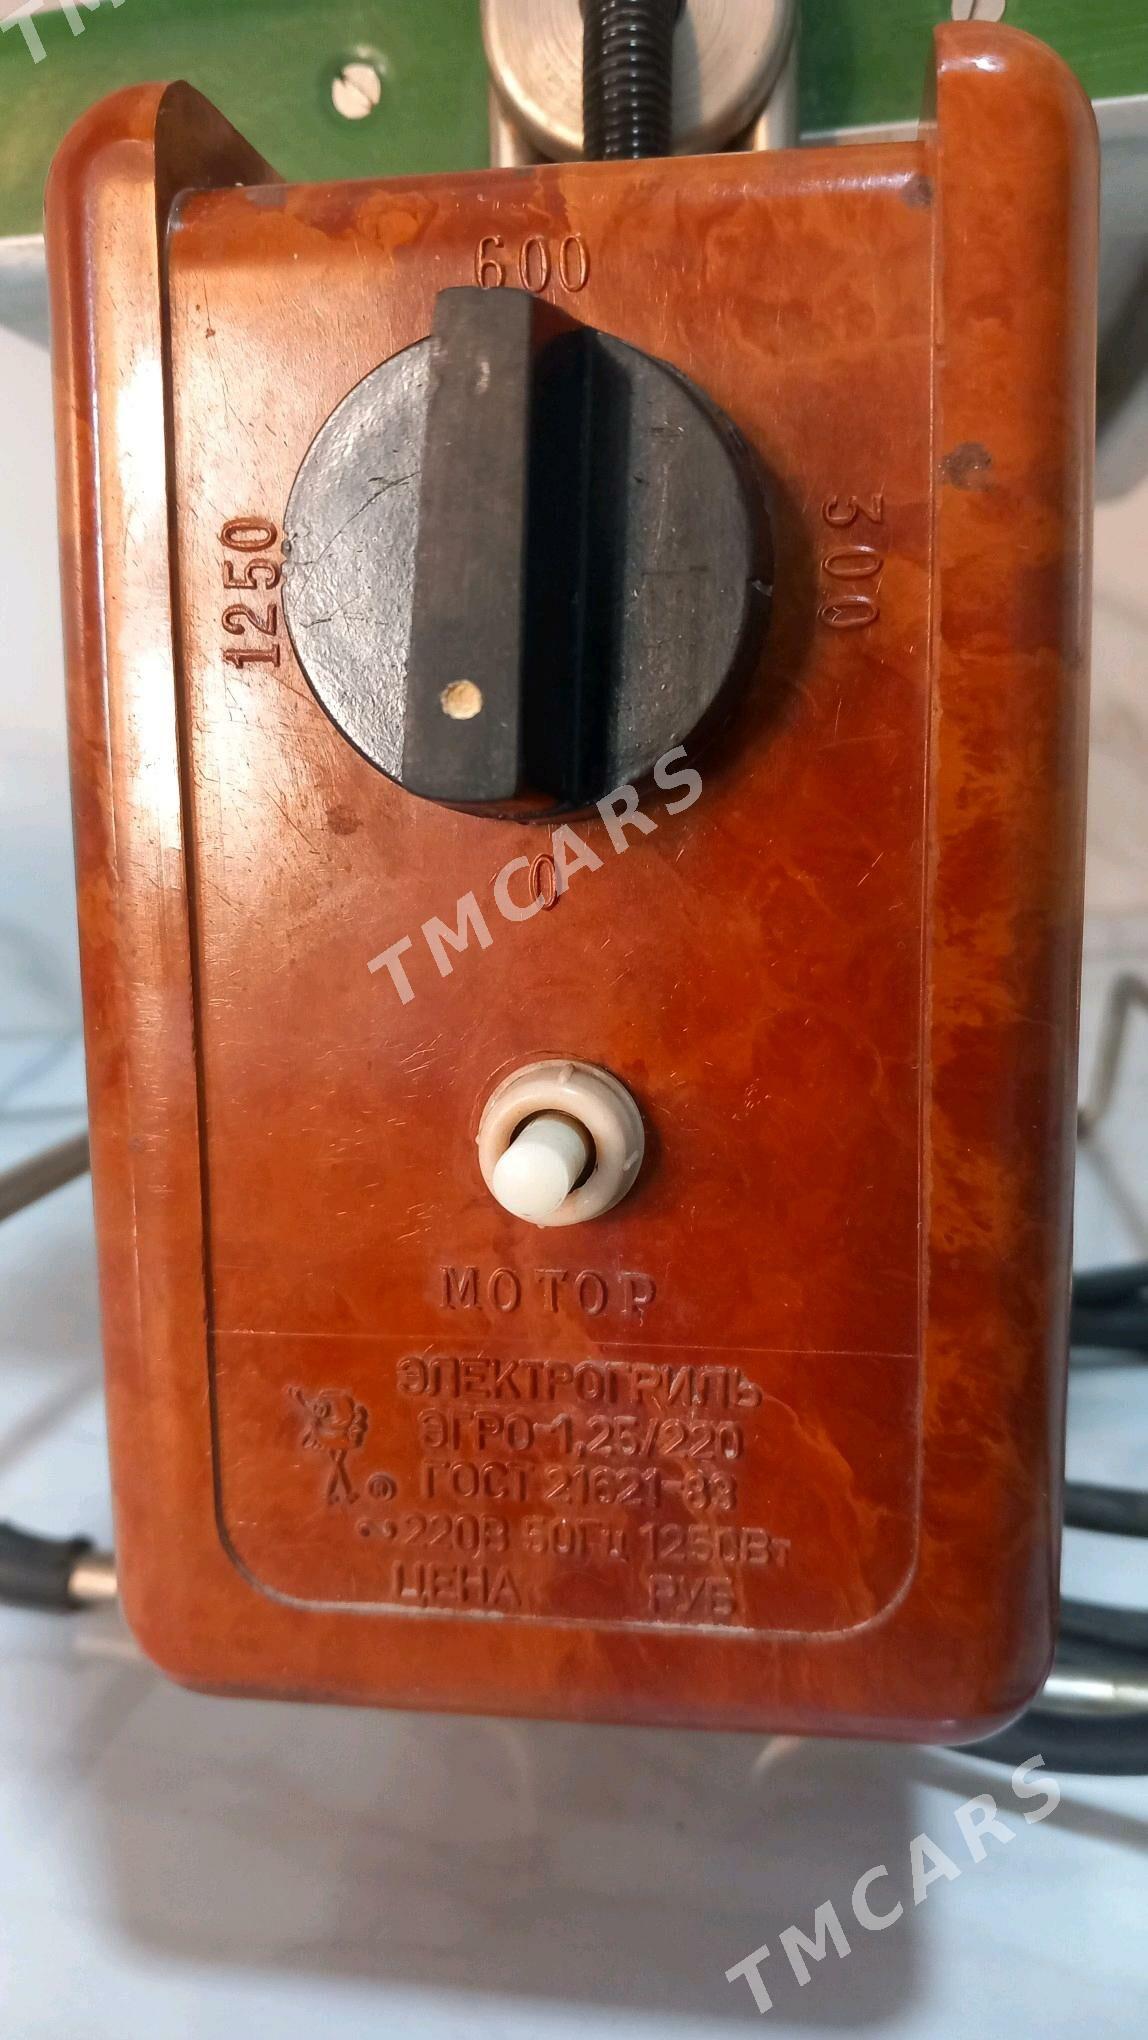 TMCARS
600
1250
300
0
TMCARS
МОТОР
ЭЛЕКТРОГРИЛЬ
ЭГРО-1,25/220
ГОСТ 21621-83
~220В 50Гц 1250Вт
ЦЕНА РУБ
TMCARS